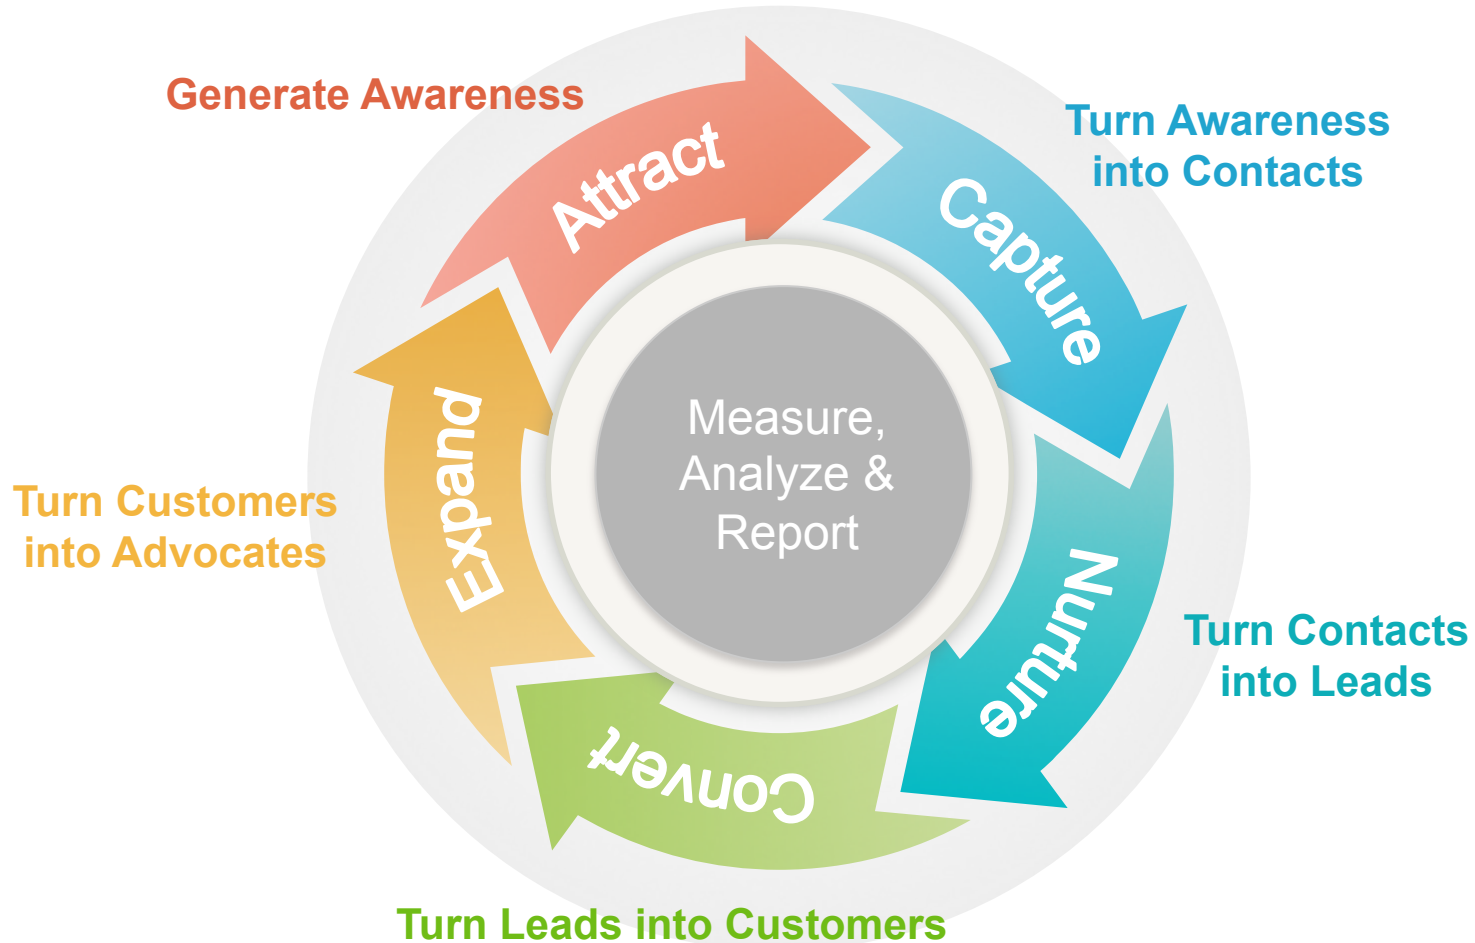 Generate Awareness
Attract
Turn Awareness
into Contacts
Capture
Measure,
Analyze &
Report
Expand
Turn Customers
into Advocates
Nurture
Turn Contacts
into Leads
Convert
Turn Leads into Customers